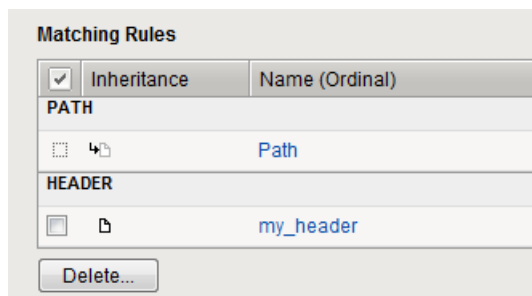 Matching Rules
Inheritance Name (Ordinal)
PATH
Path
HEADER
my_header
Delete...